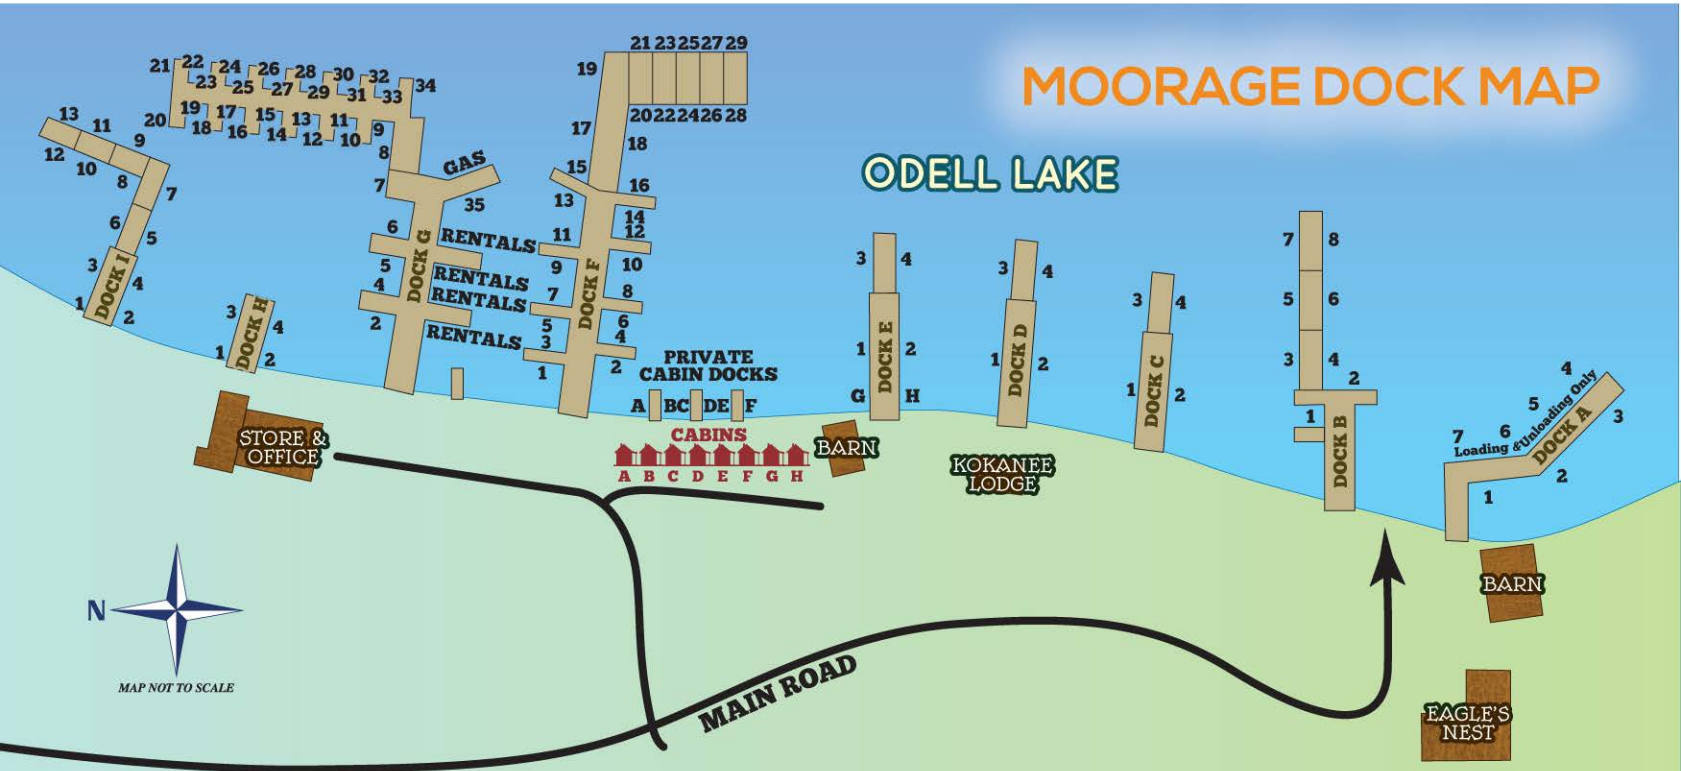 MOORAGE DOCK MAP
ODELL LAKE
21 22 23 24 25 26 27 28 29 30 31 32 33 34
20 19 18 17 16 15 14 13 12 11 10 9
8
7
GAS
35
6
5
4
2
DOCK G
RENTALS
RENTALS
RENTALS
RENTALS
13 11 9
12 10 8
7
6 5
3 4
1 2
DOCK I
3 4
1 2
DOCK H
21 23 25 27 29
19
20 22 24 26 28
17 18
15 16
13 14
11 12
9 10
7 8
5 6
3 4
1 2
DOCK F
PRIVATE
CABIN DOCKS
A BC DE F
CABINS
A B C D E F G H
3 4
1 2
G H
DOCK E
3 4
1 2
DOCK D
3 4
1 2
DOCK C
7 8
5 6
3 4
2
1
DOCK B
4
5
6
7
3
2
1
Loading & Unloading Only
DOCK A
STORE &
OFFICE
BARN
KOKANEE
LODGE
BARN
EAGLE'S
NEST
MAIN ROAD
N
MAP NOT TO SCALE